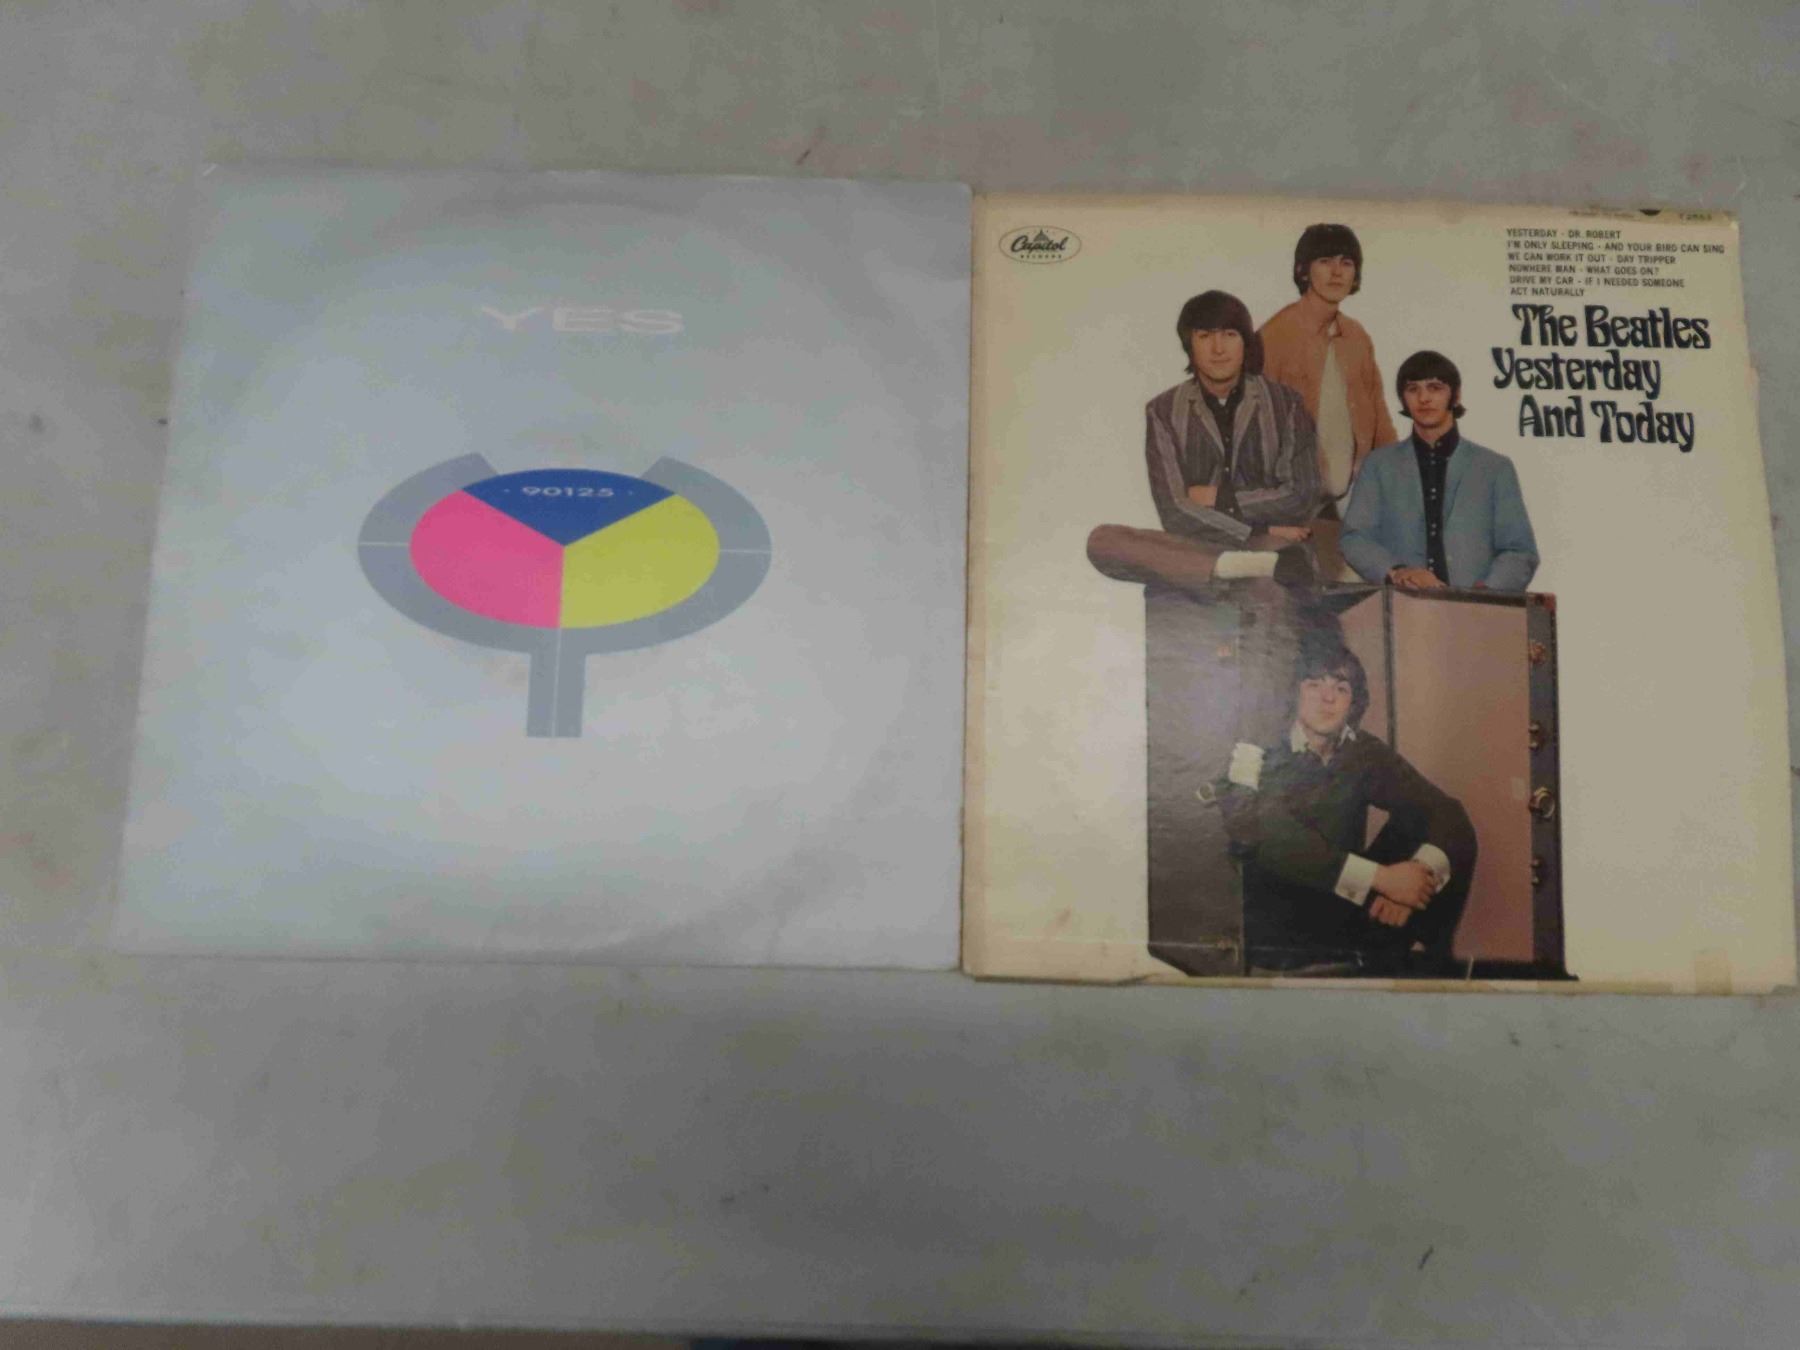 YES
90125
Capitol
RECORDS
T 2553
YESTERDAY · DR. ROBERT
I'M ONLY SLEEPING · AND YOUR BIRD CAN SING
WE CAN WORK IT OUT · DAY TRIPPER
NOWHERE MAN · WHAT GOES ON?
DRIVE MY CAR · IF I NEEDED SOMEONE
ACT NATURALLY
The Beatles
Yesterday
And Today